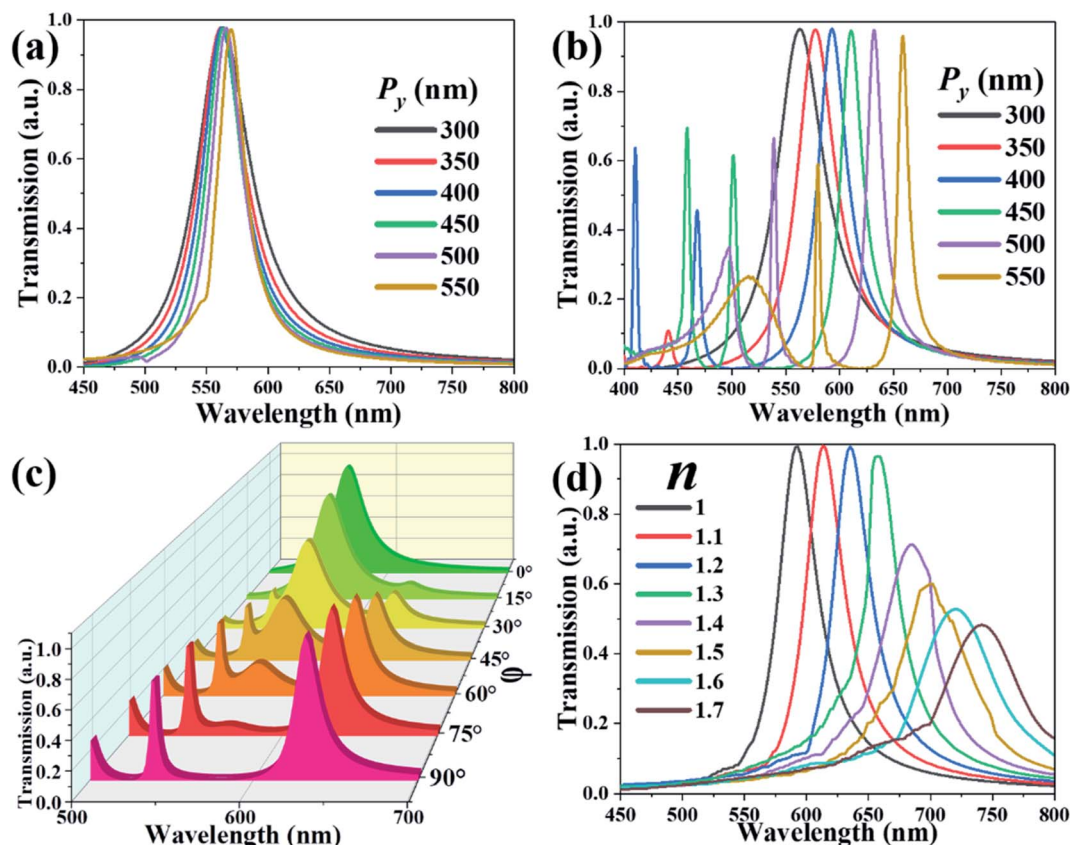 (a)
Transmission (a.u.)
1.0
0.8
0.6
0.4
0.2
0.0
450 500 550 600 650 700 750 800
Wavelength (nm)
Py (nm)
300
350
400
450
500
550
(b)
Transmission (a.u.)
1.0
0.8
0.6
0.4
0.2
0.0
400 450 500 550 600 650 700 750 800
Wavelength (nm)
Py (nm)
300
350
400
450
500
550
(c)
Transmission (a.u.)
1.0
0.8
0.6
0.4
0.2
0.0
500 600 700
Wavelength (nm)
0°
15°
30°
45°
60°
75°
90°
φ
(d)
Transmission (a.u.)
1.0
0.8
0.6
0.4
0.2
0.0
450 500 550 600 650 700 750 800
Wavelength (nm)
n
1
1.1
1.2
1.3
1.4
1.5
1.6
1.7